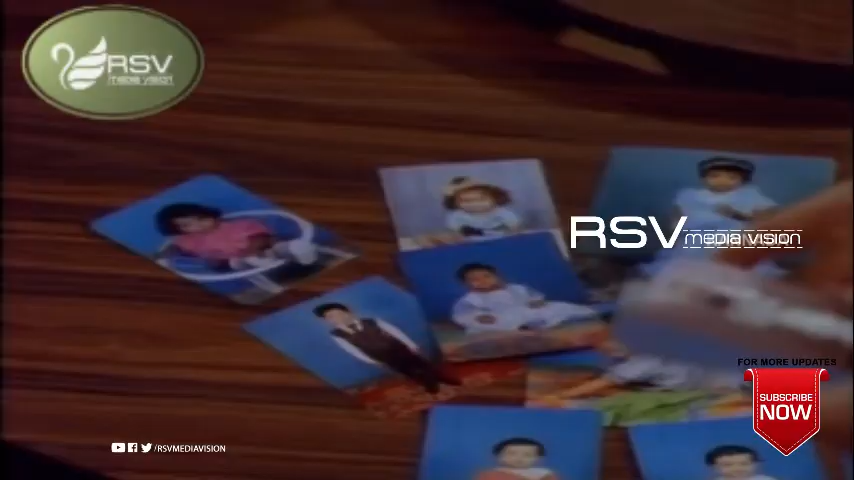 RSV
media vision
RSV media vision
FOR MORE UPDATES
SUBSCRIBE
NOW
/RSVMEDIAVISION